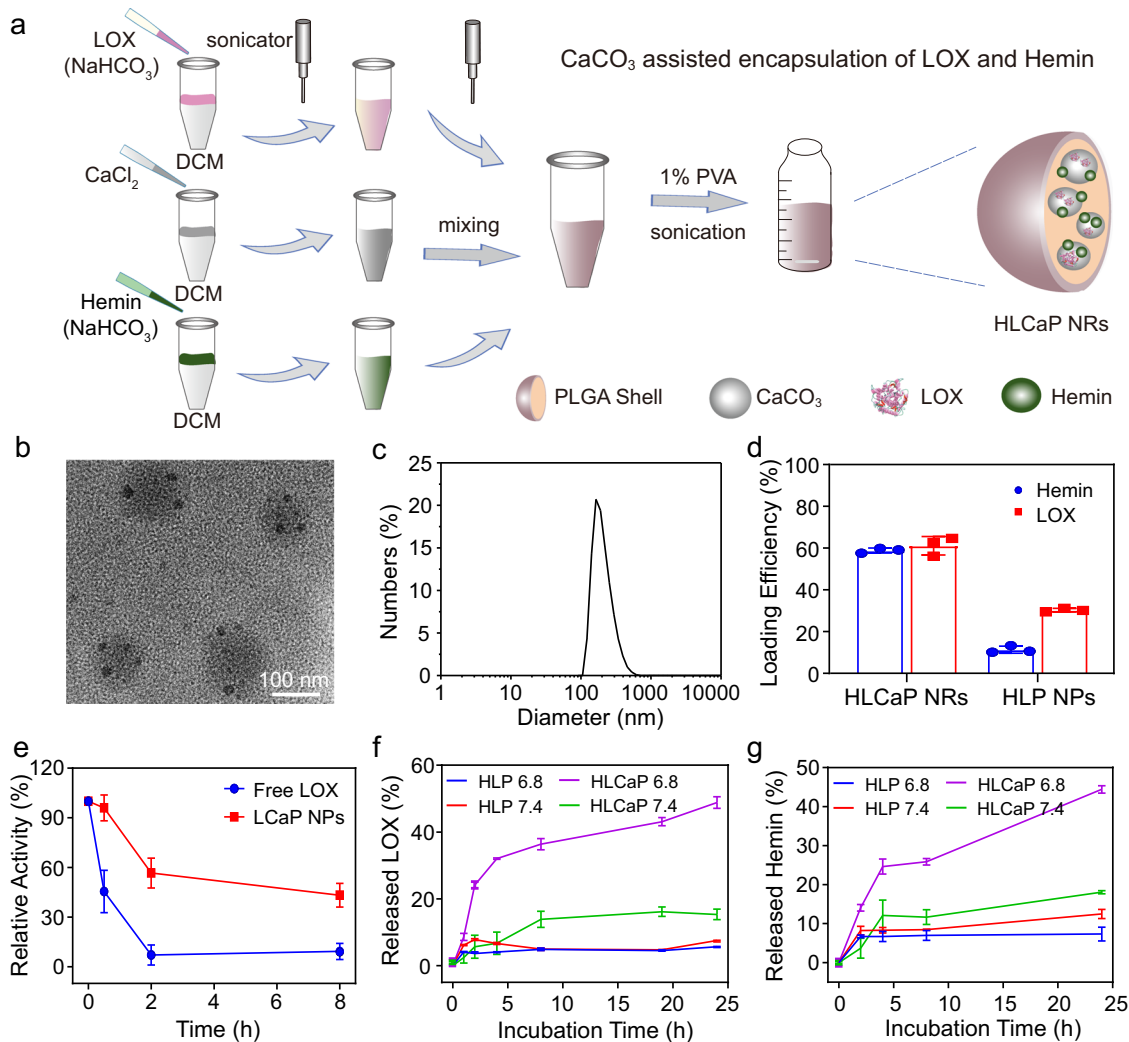 a
LOX
(NaHCO₃)
sonicator
CaCO₃ assisted encapsulation of LOX and Hemin
DCM
CaCl₂
1% PVA
mixing
sonication
DCM
Hemin
(NaHCO₃)
HLCaP NRs
DCM
PLGA Shell
CaCO₃
LOX
Hemin
b
100 nm
c
Numbers (%)
25
20
15
10
5
0
1
10
100
1000
10000
Diameter (nm)
d
Loading Efficiency (%)
100
80
60
40
20
0
Hemin
LOX
HLCaP NRs
HLP NPs
e
Relative Activity (%)
120
90
60
30
0
Free LOX
LCaP NPs
0
2
4
6
8
Time (h)
f
Released LOX (%)
60
40
20
0
HLP 6.8
HLCaP 6.8
HLP 7.4
HLCaP 7.4
0
5
10
15
20
25
Incubation Time (h)
g
Released Hemin (%)
50
40
30
20
10
0
HLP 6.8
HLCaP 6.8
HLP 7.4
HLCaP 7.4
0
5
10
15
20
25
Incubation Time (h)